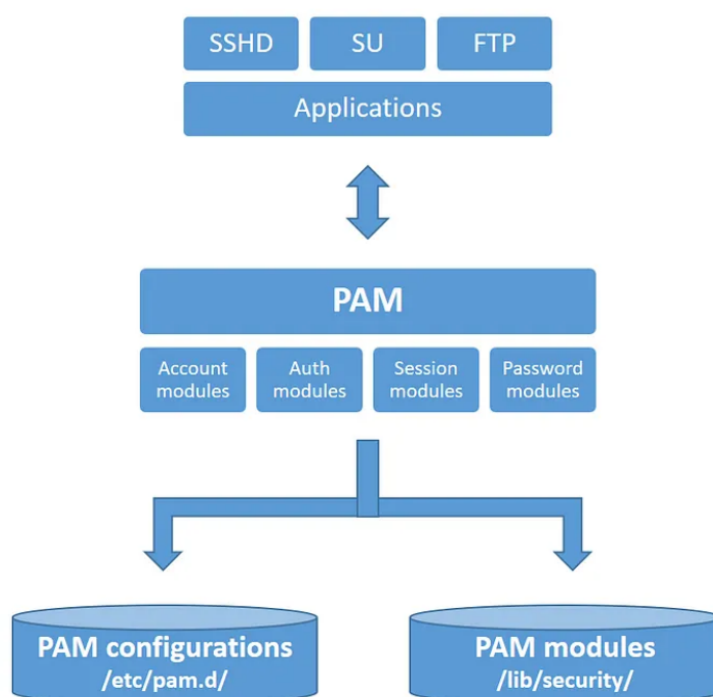 SSHD SU FTP
Applications
PAM
Account Auth Session Password
modules modules modules modules
PAM configurations PAM modules
/etc/pam.d/ /lib/security/